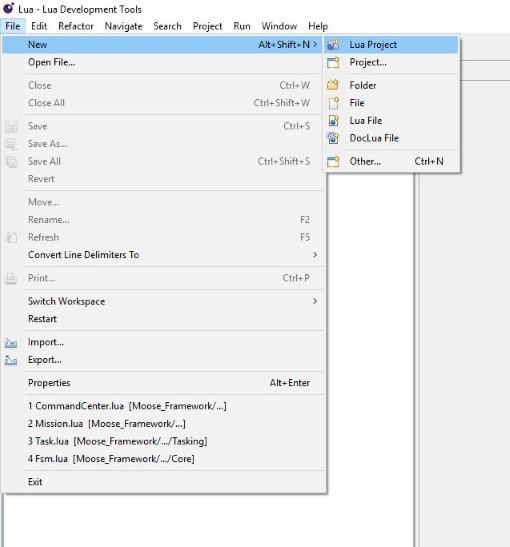 Lua - Lua Development Tools
File Edit Refactor Navigate Search Project Run Window Help
New Alt+Shift+N >
Open File...
Close Ctrl+W
Close All Ctrl+Shift+W
Save Ctrl+S
Save As...
Save All Ctrl+Shift+S
Revert
Move...
Rename... F2
Refresh F5
Convert Line Delimiters To >
Print... Ctrl+P
Switch Workspace >
Restart
Import...
Export...
Properties Alt+Enter
1 CommandCenter.lua [Moose_Framework/...]
2 Mission.lua [Moose_Framework/...]
3 Task.lua [Moose_Framework/.../Tasking]
4 Fsm.lua [Moose_Framework/.../Core]
Exit
Lua Project
Project...
Folder
File
Lua File
DocLua File
Other... Ctrl+N